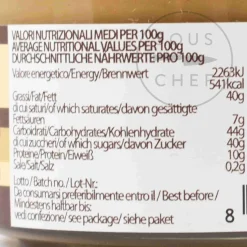 VALORI NUTRIZIONALI MEDI PER 100g
AVERAGE NUTRITIONAL VALUES PER 100g
DURCHSCHNITTLICHE NÄHRWERTE PRO 100g
Valore energetico/Energy/Brennwert 2263kJ
541kcal
Grassi/Fat/Fett 40g
di cui saturi/of which saturates/davon gesättigte
Fettsäuren 7g
Carboidrati/Carbohydrates/Kohlenhydrate 44g
di cui zuccheri/of which sugars/davon Zucker 40g
Proteine/Protein/Eiweiß 10g
Sale/Salt/Salz 0,2g
Lotto / Batch no. / Lot-Nr.:
Da consumarsi preferibilmente entro il / Best before /
Mindestens haltbar bis:
vedi confezione/ see package/ siehe paket
8
SOUS
CHEF